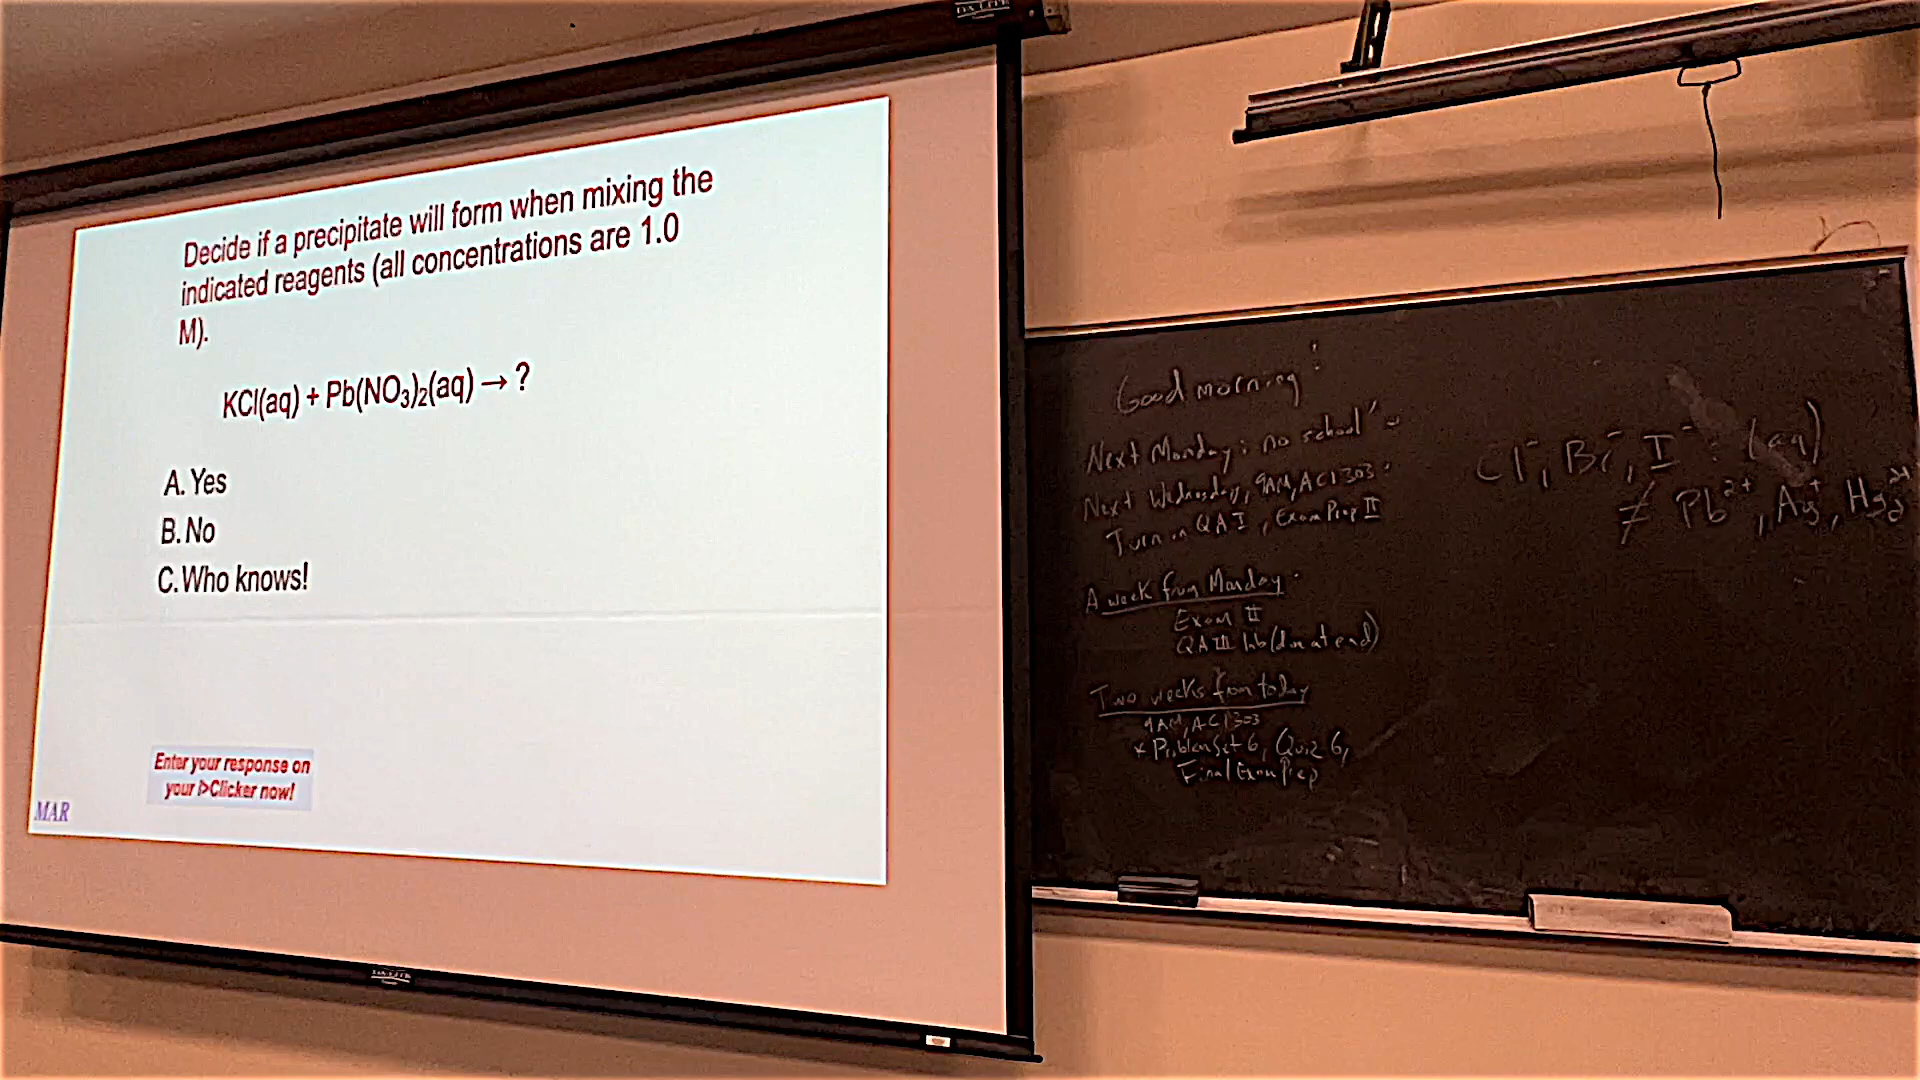 Decide if a precipitate will form when mixing the
indicated reagents (all concentrations are 1.0
M).
KCl(aq) + Pb(NO₃)₂(aq) → ?
A. Yes
B. No
C. Who knows!
Enter your response on
your i>Clicker now!
MAR
Good morning!
Next Monday: no school
Next Wednesday, 9AM, AC1303:
Turn in QA I, Exam Prep II
A week from Monday:
Exam II
QA III lab (due at end)
Two weeks from today
9AM, AC1303
* Problem Set 6, Quiz 6,
Final Exam Prep
Cl⁻, Br⁻, I⁻: (aq)
≠ Pb²⁺, Ag⁺, Hg₂²⁺